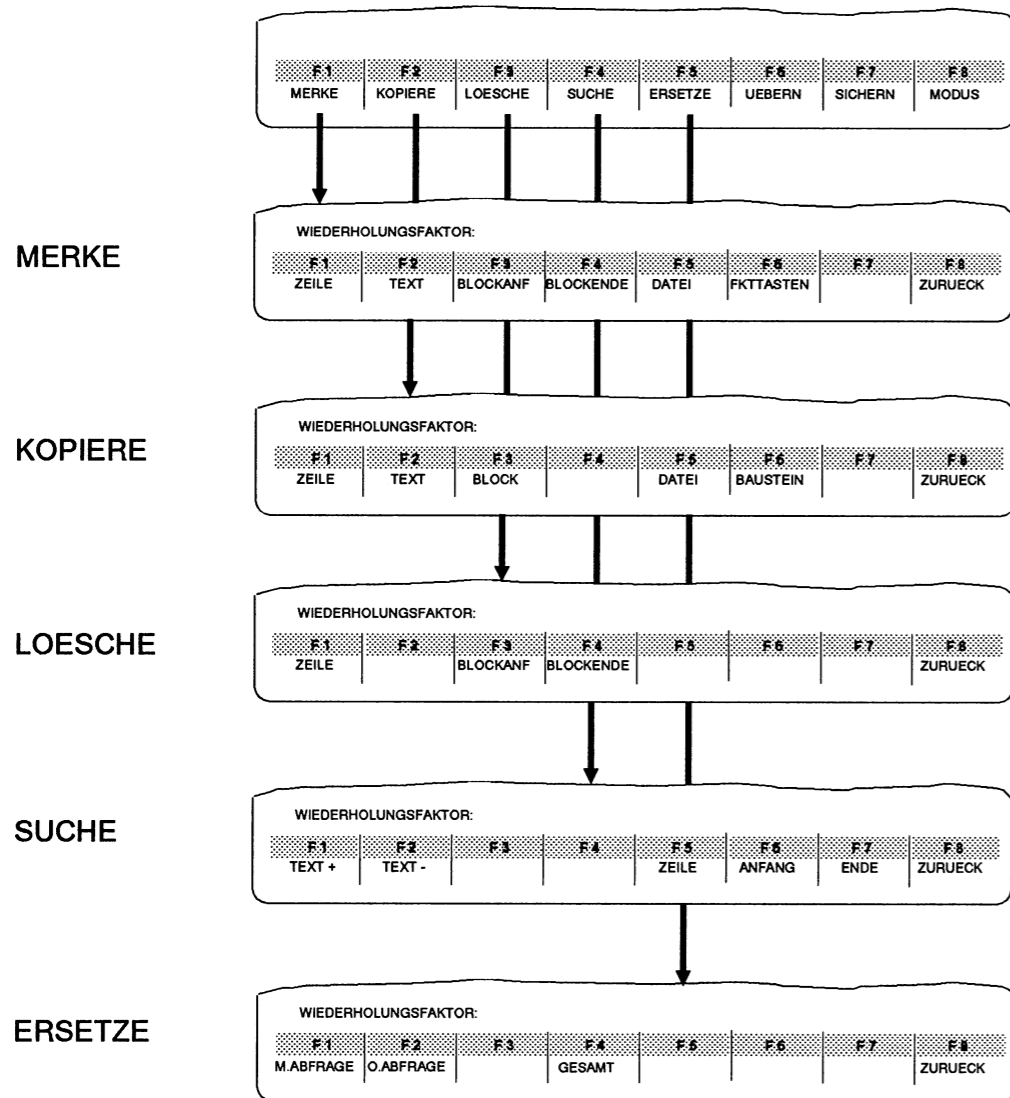 F1 F2 F3 F4 F5 F6 F7 F8
MERKE KOPIERE LOESCHE SUCHE ERSETZE UEBERN SICHERN MODUS
MERKE
WIEDERHOLUNGSFAKTOR:
F1 F2 F3 F4 F5 F6 F7 F8
ZEILE TEXT BLOCKANF BLOCKENDE DATEI FKTTASTEN ZURUECK
KOPIERE
WIEDERHOLUNGSFAKTOR:
F1 F2 F3 F4 F5 F6 F7 F8
ZEILE TEXT BLOCK DATEI BAUSTEIN ZURUECK
LOESCHE
WIEDERHOLUNGSFAKTOR:
F1 F2 F3 F4 F5 F6 F7 F8
ZEILE BLOCKANF BLOCKENDE ZURUECK
SUCHE
WIEDERHOLUNGSFAKTOR:
F1 F2 F3 F4 F5 F6 F7 F8
TEXT + TEXT - ZEILE ANFANG ENDE ZURUECK
ERSETZE
WIEDERHOLUNGSFAKTOR:
F1 F2 F3 F4 F5 F6 F7 F8
M.ABFRAGE O.ABFRAGE GESAMT ZURUECK